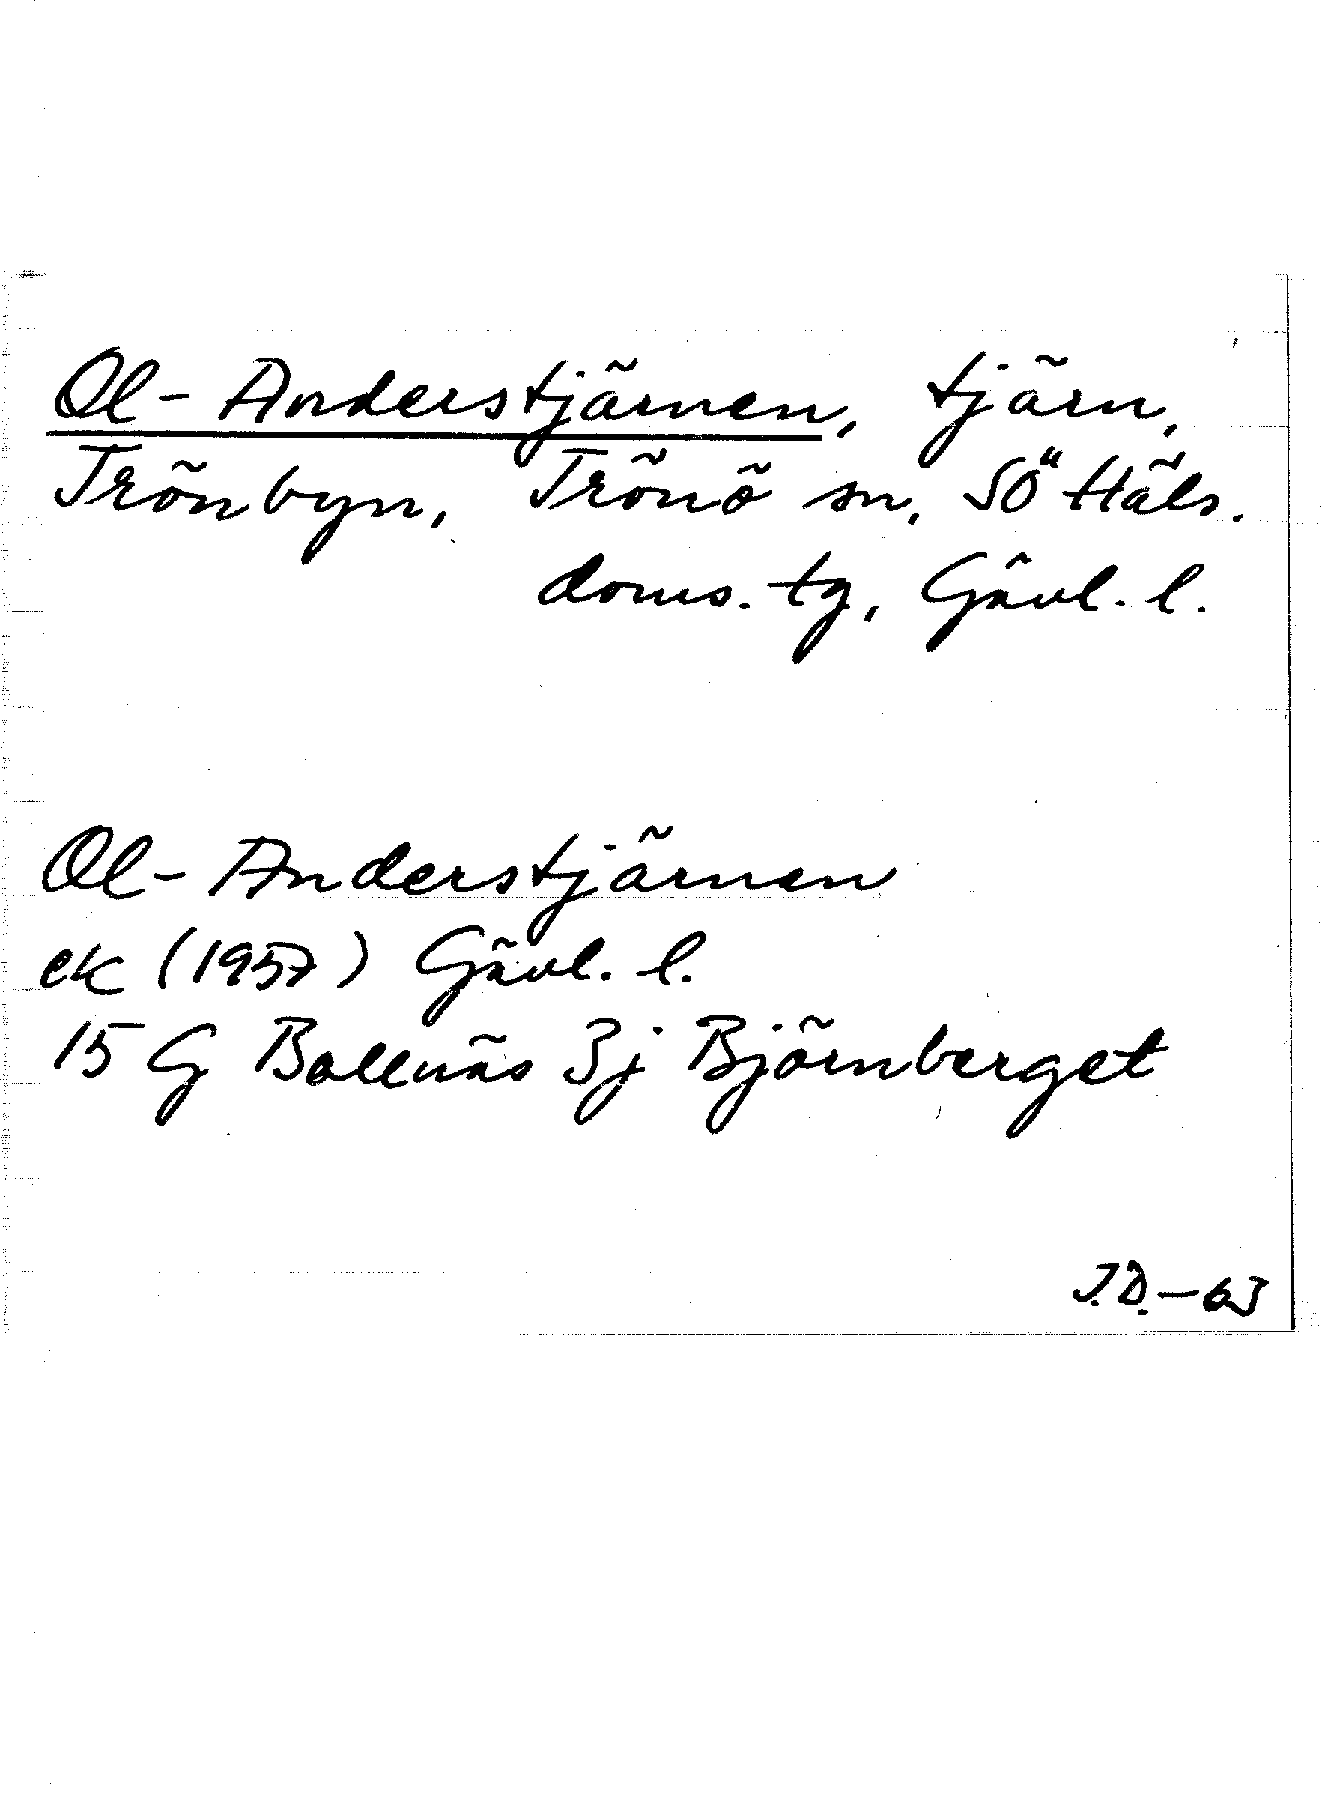 Ol-Anderstjärnen, tjärn,
Trönbyn, Trönö sn, SÖ Häls.
doms. tg, Gävl. l.
Ol-Anderstjärnen
ek (1957) Gävl. l.
15 G Bollnäs 3j Björnberget
J.D.-63